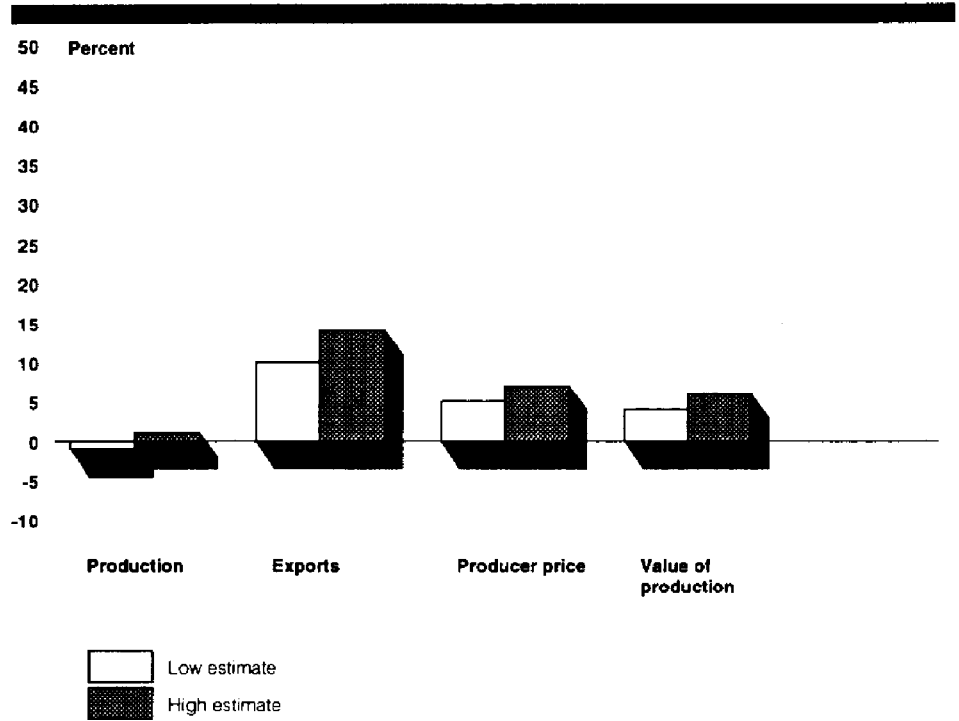 50 Percent
45
40
35
30
25
20
15
10
5
0
-5
-10
Production Exports Producer price Value of
production
Low estimate
High estimate